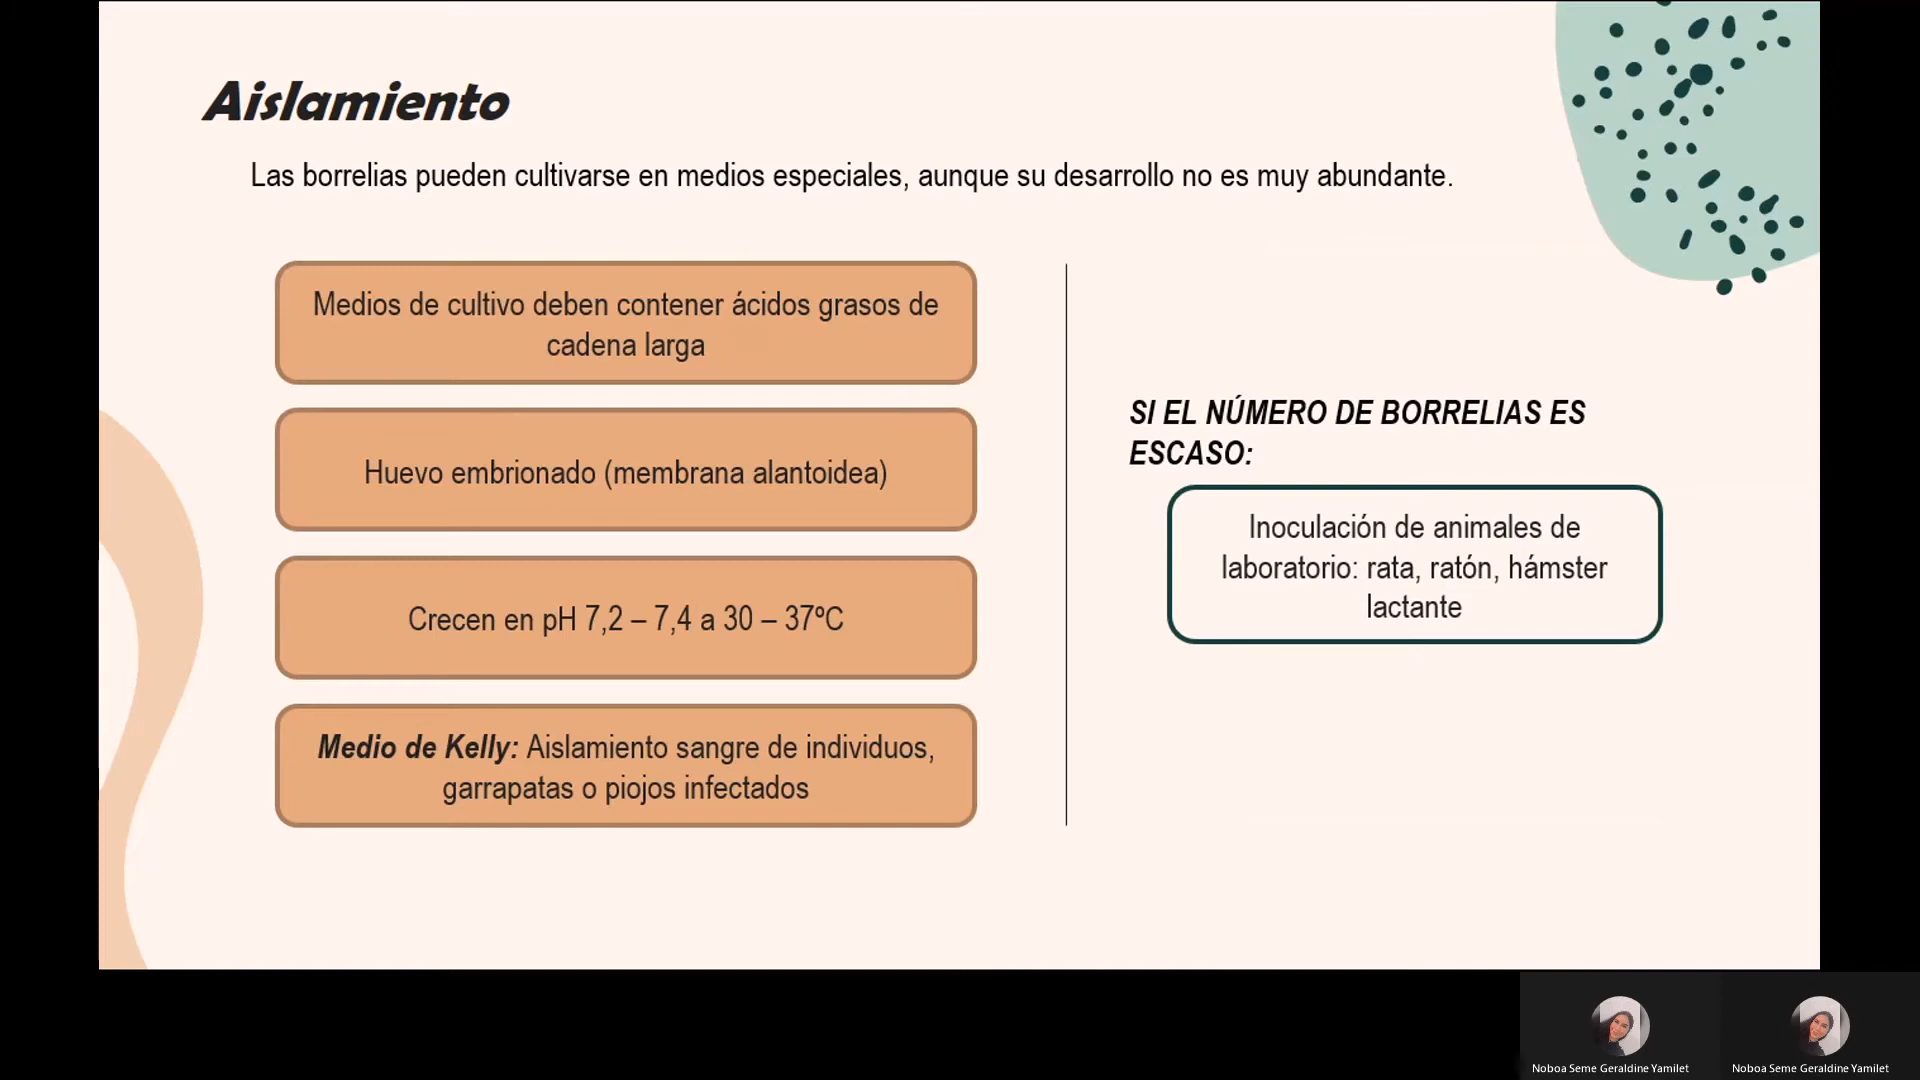 Aislamiento
Las borrelias pueden cultivarse en medios especiales, aunque su desarrollo no es muy abundante.
Medios de cultivo deben contener ácidos grasos de
cadena larga
Huevo embrionado (membrana alantoidea)
Crecen en pH 7,2 – 7,4 a 30 – 37ºC
Medio de Kelly: Aislamiento sangre de individuos,
garrapatas o piojos infectados
SI EL NÚMERO DE BORRELIAS ES
ESCASO:
Inoculación de animales de
laboratorio: rata, ratón, hámster
lactante
Noboa Seme Geraldine Yamilet
Noboa Seme Geraldine Yamilet